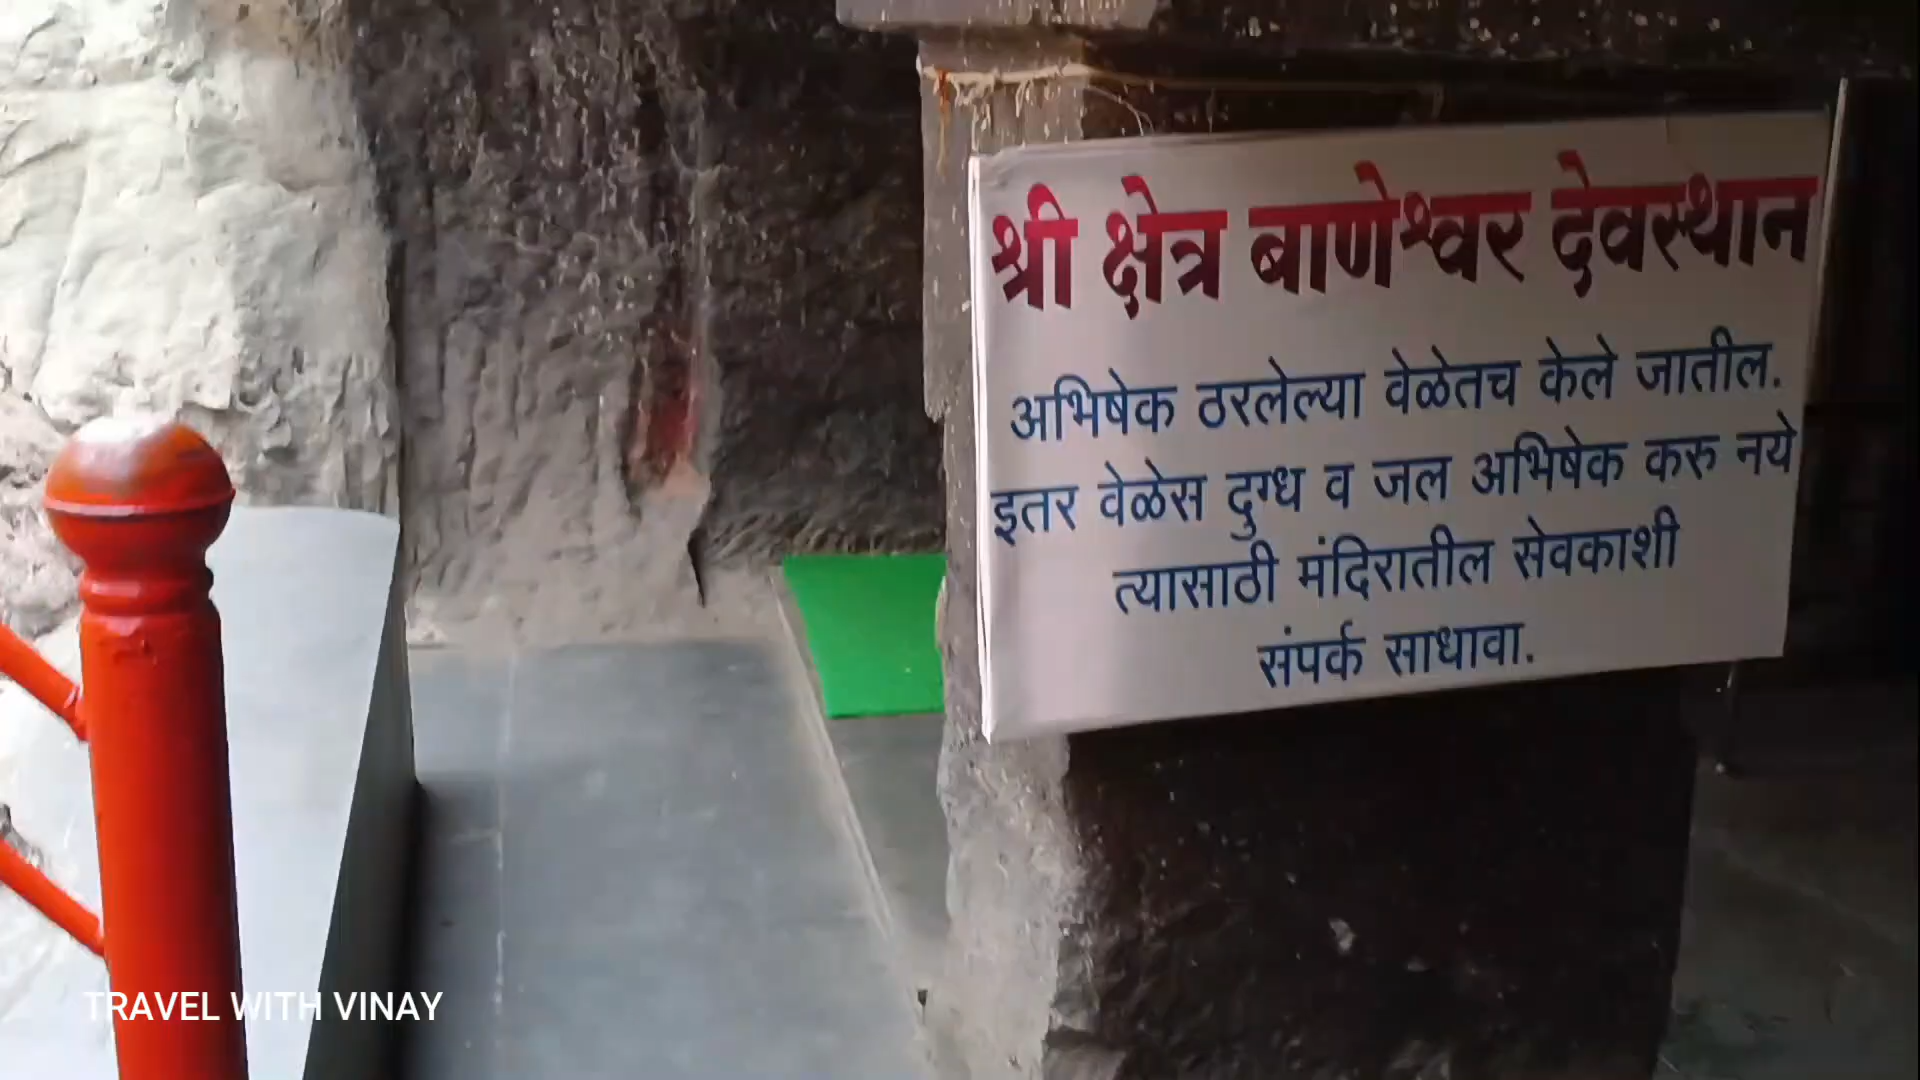 श्री क्षेत्र बाणेश्वर देवस्थान
अभिषेक ठरलेल्या वेळेतच केले जातील.
इतर वेळेस दुग्ध व जल अभिषेक करु नये
त्यासाठी मंदिरातील सेवकाशी
संपर्क साधावा.
TRAVEL WITH VINAY